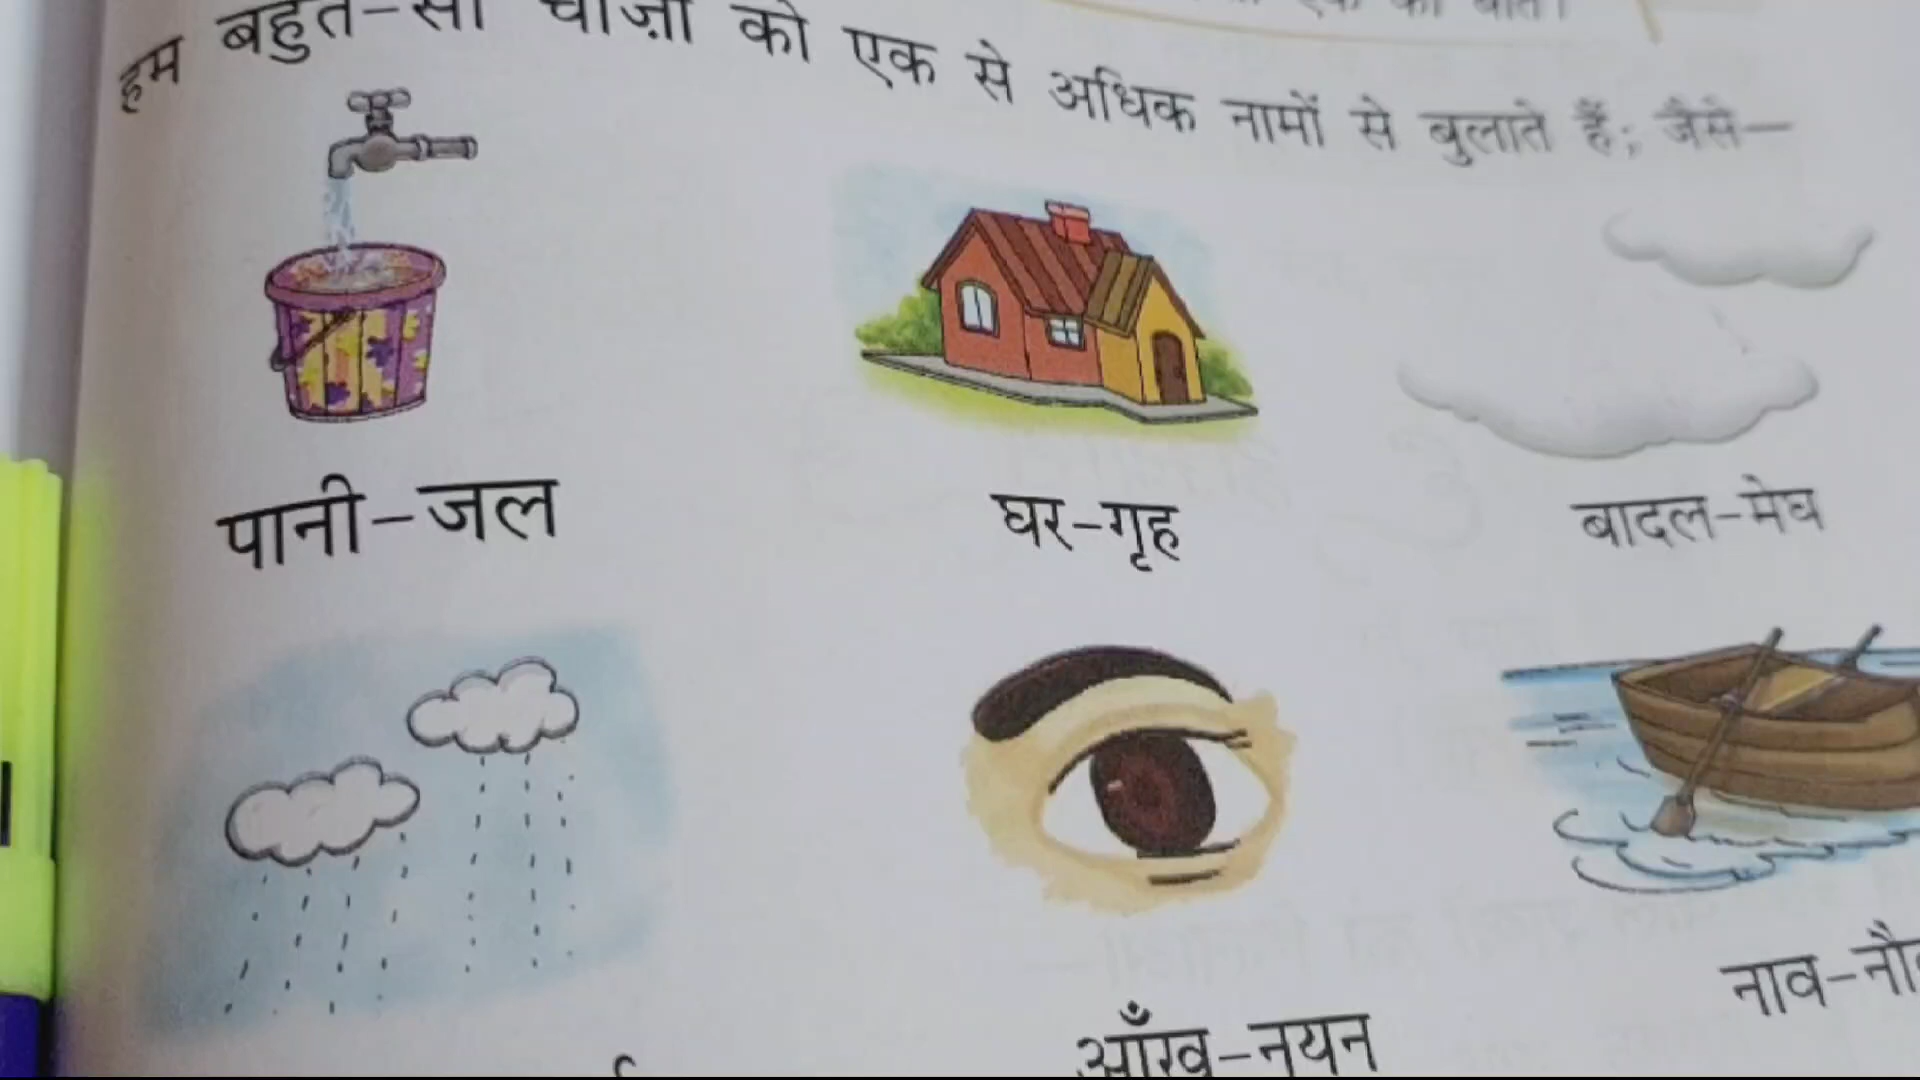 हम बहुत-सी चीज़ों को एक से अधिक नामों से बुलाते हैं; जैसे—
पानी-जल
घर-गृह
बादल-मेघ
आँख-नयन
नाव-